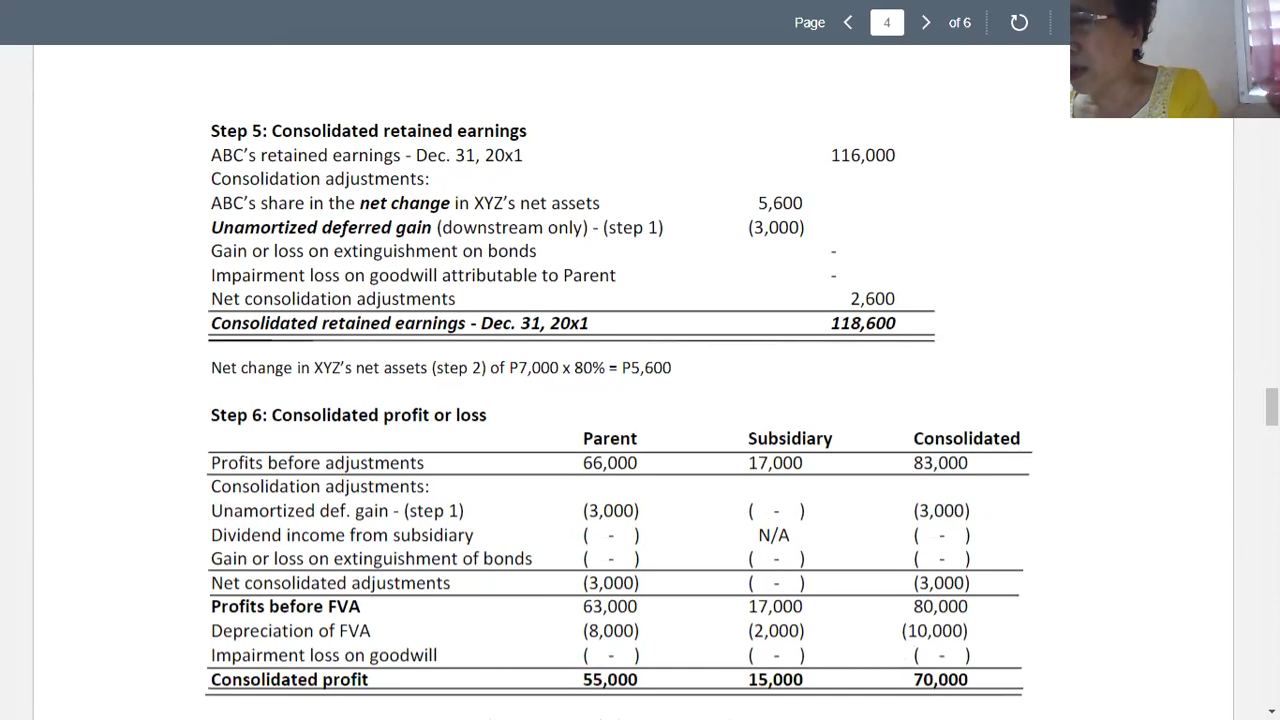 Page 4 of 6
Step 5: Consolidated retained earnings
ABC's retained earnings - Dec. 31, 20x1 116,000
Consolidation adjustments:
ABC's share in the net change in XYZ's net assets 5,600
Unamortized deferred gain (downstream only) - (step 1) (3,000)
Gain or loss on extinguishment on bonds -
Impairment loss on goodwill attributable to Parent -
Net consolidation adjustments 2,600
Consolidated retained earnings - Dec. 31, 20x1 118,600
Net change in XYZ's net assets (step 2) of P7,000 x 80% = P5,600
Step 6: Consolidated profit or loss
Parent Subsidiary Consolidated
Profits before adjustments 66,000 17,000 83,000
Consolidation adjustments:
Unamortized def. gain - (step 1) (3,000) ( - ) (3,000)
Dividend income from subsidiary ( - ) N/A ( - )
Gain or loss on extinguishment of bonds ( - ) ( - ) ( - )
Net consolidated adjustments (3,000) ( - ) (3,000)
Profits before FVA 63,000 17,000 80,000
Depreciation of FVA (8,000) (2,000) (10,000)
Impairment loss on goodwill ( - ) ( - ) ( - )
Consolidated profit 55,000 15,000 70,000